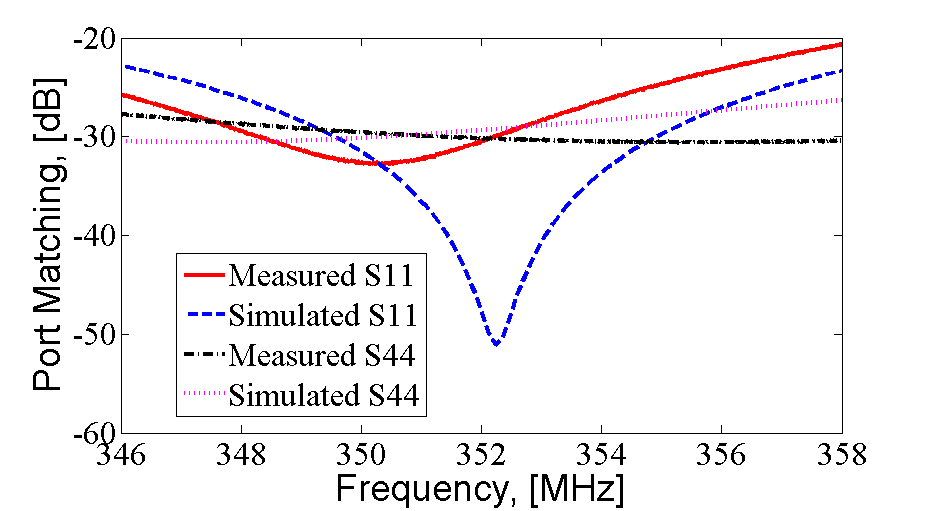 Port Matching, [dB]
-20
-30
-40
-50
-60
Measured S11
Simulated S11
Measured S44
Simulated S44
346 348 350 352 354 356 358
Frequency, [MHz]